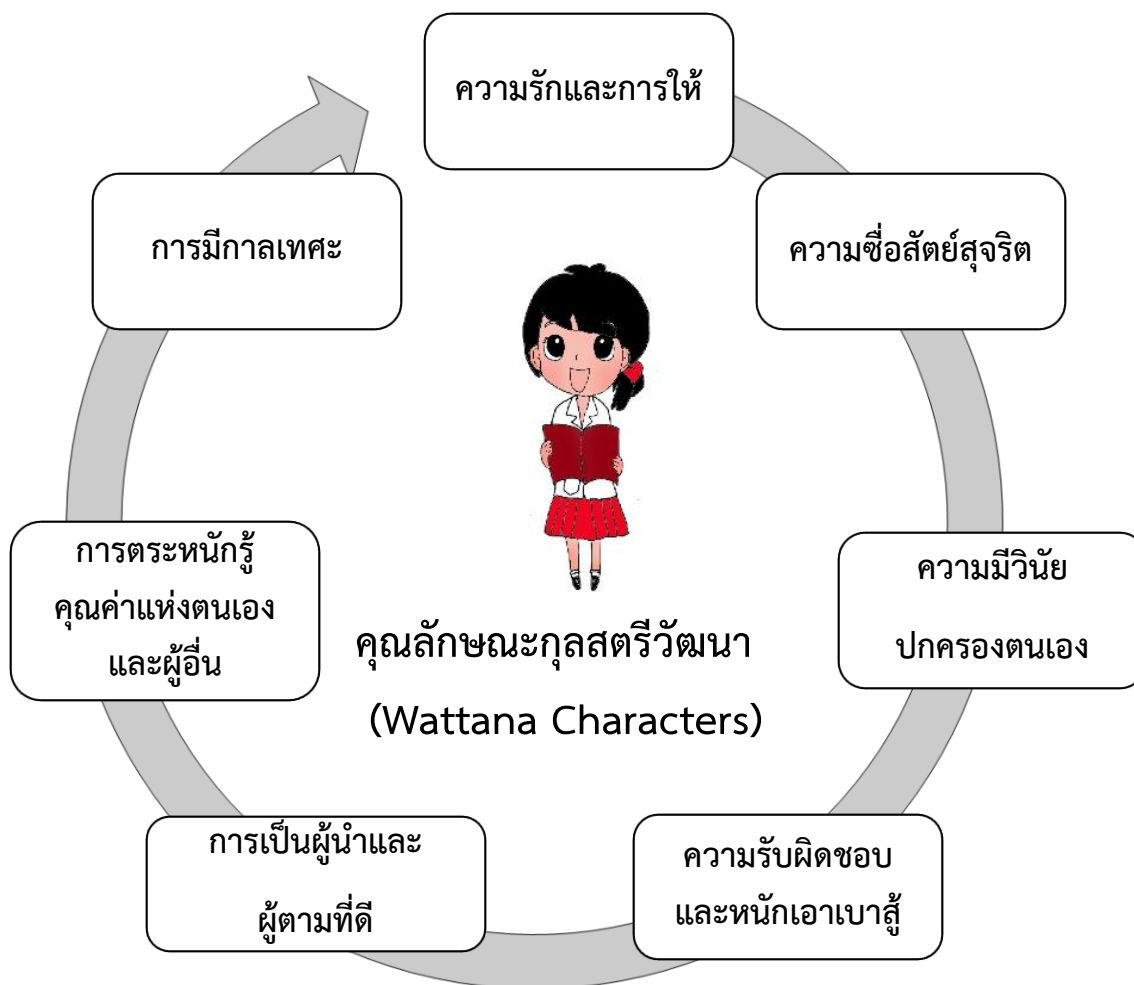 ความรักและการให้
ความซื่อสัตย์สุจริต
ความมีวินัย
ปกครองตนเอง
ความรับผิดชอบ
และหนักเอาเบาสู้
การเป็นผู้นำและ
ผู้ตามที่ดี
การตระหนักรู้
คุณค่าแห่งตนเอง
และผู้อื่น
การมีกาลเทศะ
คุณลักษณะกุลสตรีวัฒนา
(Wattana Characters)